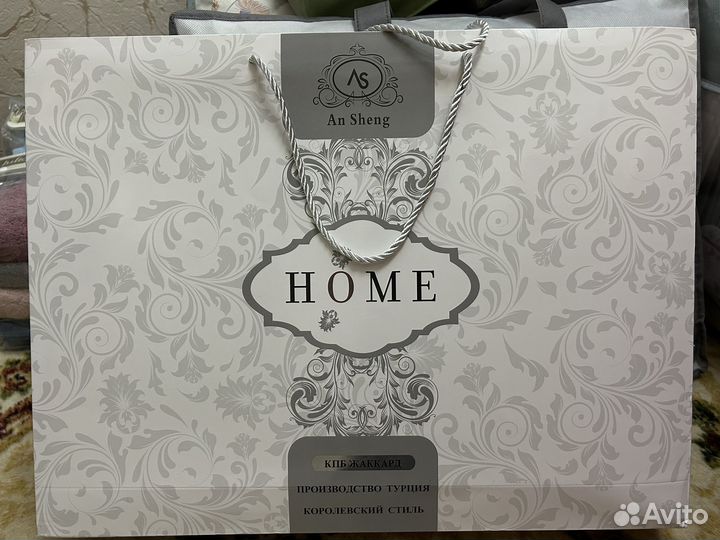 AS
An Sheng
HOME
КПБ ЖАККАРД
ПРОИЗВОДСТВО ТУРЦИЯ
КОРОЛЕВСКИЙ СТИЛЬ
Avito